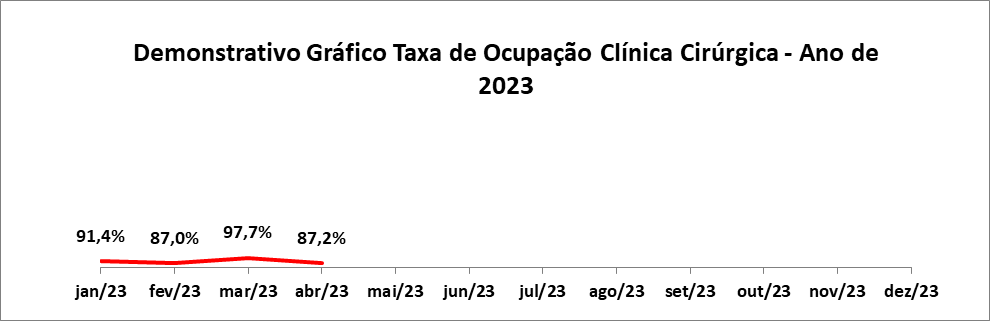 Demonstrativo Gráfico Taxa de Ocupação Clínica Cirúrgica - Ano de
2023
91,4% 87,0% 97,7% 87,2%
jan/23 fev/23 mar/23 abr/23 mai/23 jun/23 jul/23 ago/23 set/23 out/23 nov/23 dez/23